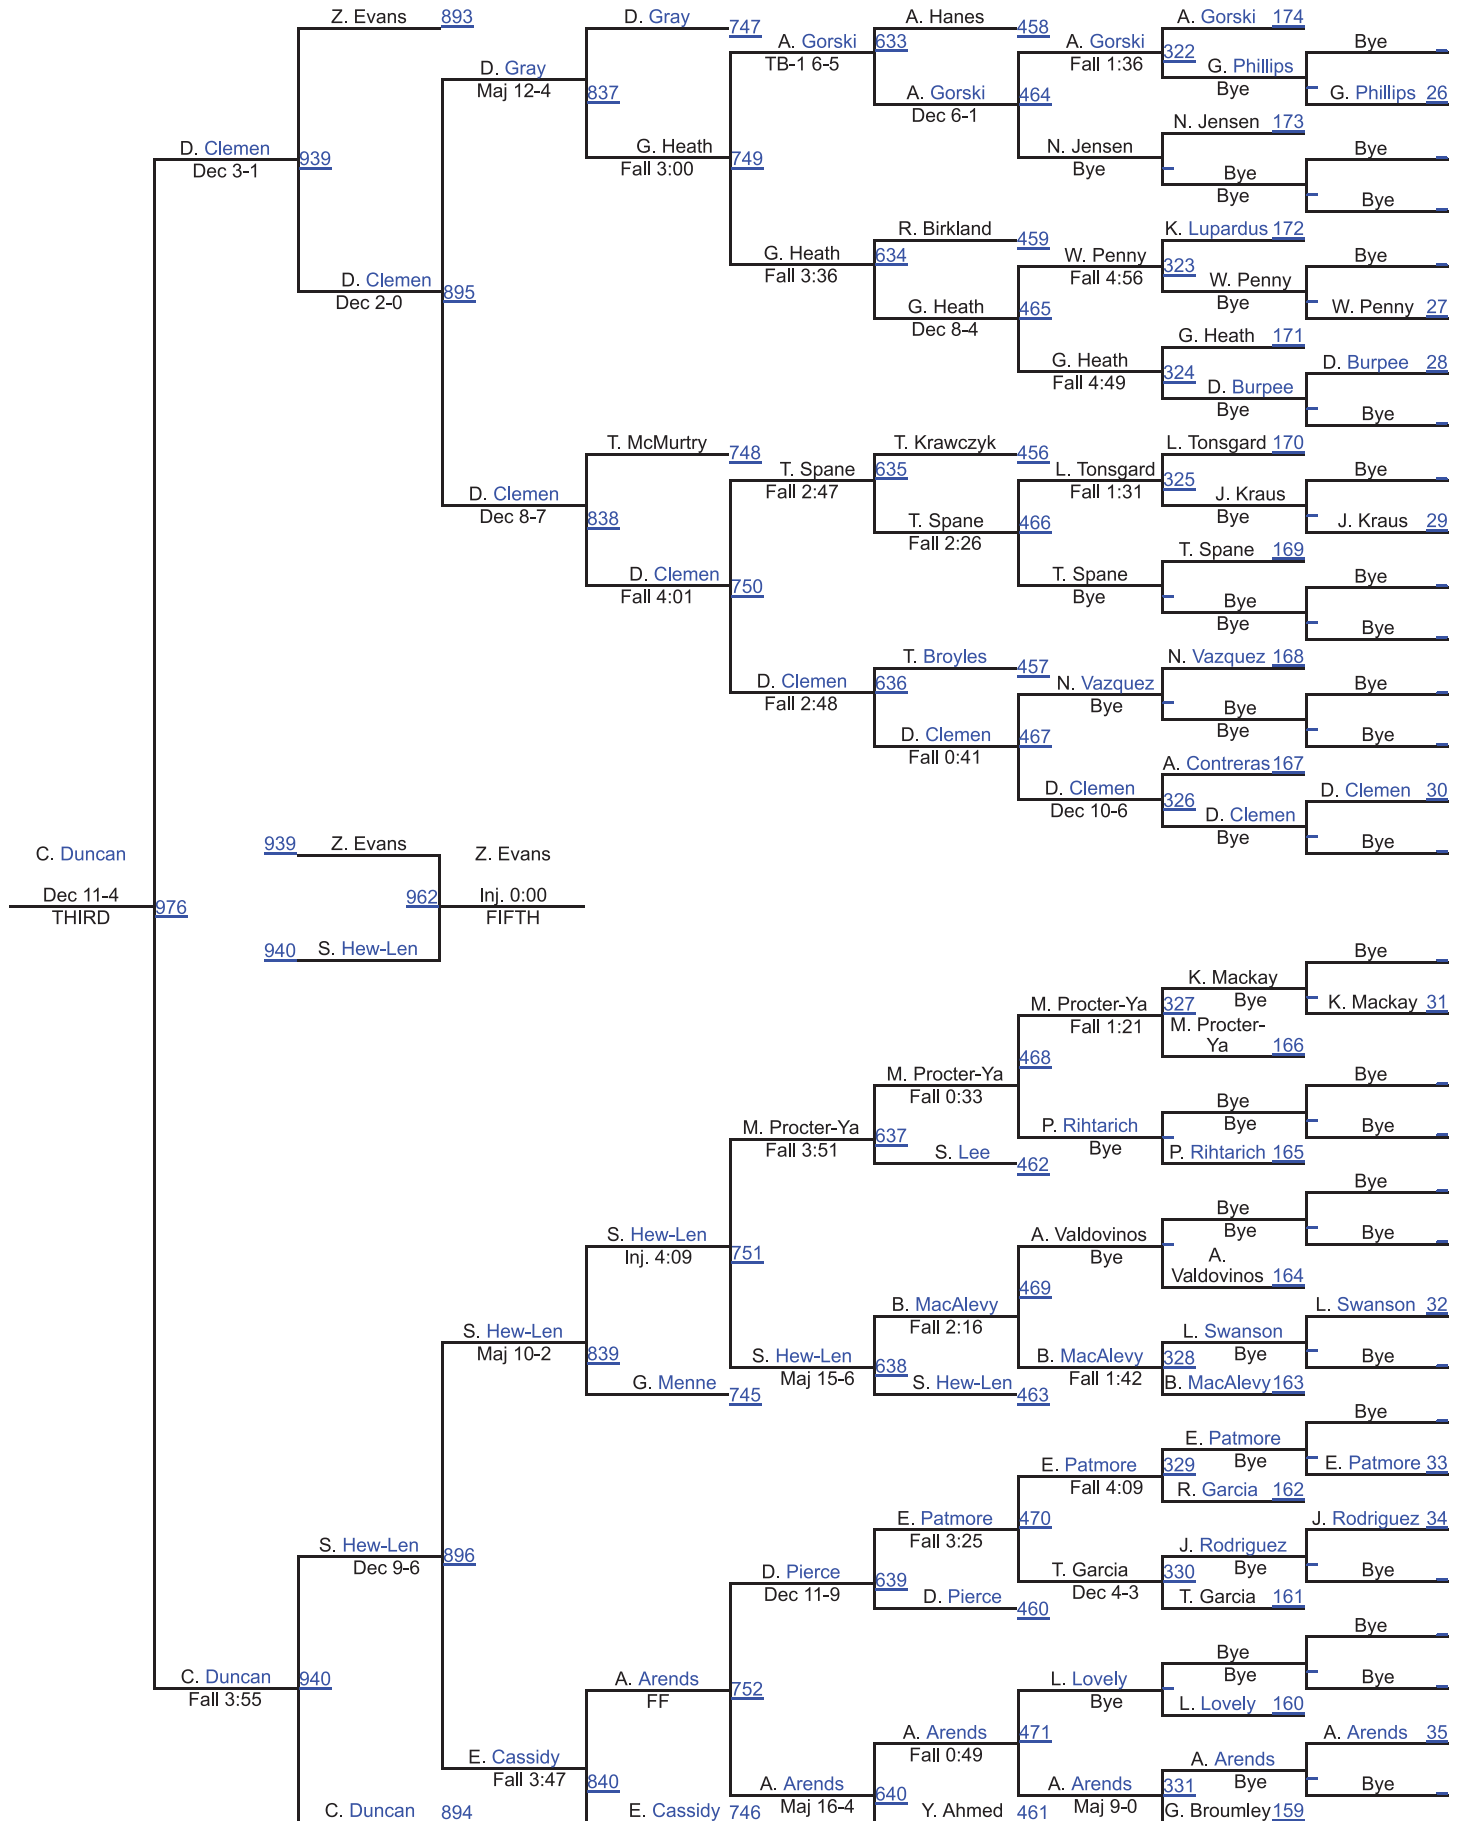 Z. Evans 893
D. Gray 747
A. Hanes 458
A. Gorski 174
A. Gorski 633
TB-1 6-5
A. Gorski
Fall 1:36
322
Bye
G. Phillips
Bye
G. Phillips 26
D. Gray
Maj 12-4
837
A. Gorski
Dec 6-1
464
N. Jensen 173
D. Clemen
Dec 3-1
939
G. Heath
Fall 3:00
749
N. Jensen
Bye
Bye
Bye
Bye
Bye
R. Birkland 459
K. Lupardus 172
G. Heath
Fall 3:36
634
W. Penny
Fall 4:56
323
Bye
W. Penny
Bye
W. Penny 27
D. Clemen
Dec 2-0
895
G. Heath
Dec 8-4
465
G. Heath 171
G. Heath
Fall 4:49
324
D. Burpee 28
D. Burpee
Bye
Bye
T. McMurtry 748
T. Krawczyk 456
L. Tonsgard 170
T. Spane
Fall 2:47
635
L. Tonsgard
Fall 1:31
325
Bye
J. Kraus
Bye
J. Kraus 29
D. Clemen
Dec 8-7
838
T. Spane
Fall 2:26
466
T. Spane 169
D. Clemen
Fall 4:01
750
T. Spane
Bye
Bye
Bye
Bye
Bye
T. Broyles 457
N. Vazquez 168
D. Clemen
Fall 2:48
636
N. Vazquez
Bye
Bye
Bye
Bye
Bye
D. Clemen
Fall 0:41
467
A. Contreras 167
D. Clemen
Dec 10-6
326
D. Clemen 30
D. Clemen
Bye
Bye
C. Duncan
Dec 11-4
THIRD
976
939 Z. Evans
Z. Evans
962
Inj. 0:00
FIFTH
940 S. Hew-Len
Bye
K. Mackay
Bye
K. Mackay 31
M. Procter-Ya
Fall 1:21
327
M. Procter-
Ya 166
468
M. Procter-Ya
Fall 0:33
Bye
Bye
Bye
Bye
M. Procter-Ya
Fall 3:51
637
P. Rihtarich
Bye
S. Lee 462
P. Rihtarich 165
Bye
Bye
Bye
Bye
S. Hew-Len
Inj. 4:09
751
A. Valdovinos
Bye
A.
Valdovinos 164
469
B. MacAlevy
Fall 2:16
L. Swanson 32
S. Hew-Len
Maj 10-2
839
L. Swanson
Bye
Bye
S. Hew-Len
Maj 15-6
638
B. MacAlevy
Fall 1:42
328
G. Menne 745
S. Hew-Len 463
B. MacAlevy 163
Bye
E. Patmore
Bye
E. Patmore 33
E. Patmore
Fall 4:09
329
R. Garcia 162
E. Patmore
Fall 3:25
470
J. Rodriguez 34
S. Hew-Len
Dec 9-6
896
J. Rodriguez
Bye
Bye
D. Pierce
Dec 11-9
639
T. Garcia
Dec 4-3
330
D. Pierce 460
T. Garcia 161
Bye
Bye
Bye
Bye
C. Duncan
Fall 3:55
940
A. Arends
FF
752
L. Lovely
Bye
L. Lovely 160
A. Arends
Fall 0:49
471
A. Arends 35
E. Cassidy
Fall 3:47
840
A. Arends
Bye
Bye
A. Arends
Maj 16-4
640
A. Arends
Maj 9-0
331
C. Duncan 894
E. Cassidy 746
Y. Ahmed 461
G. Broumley 159